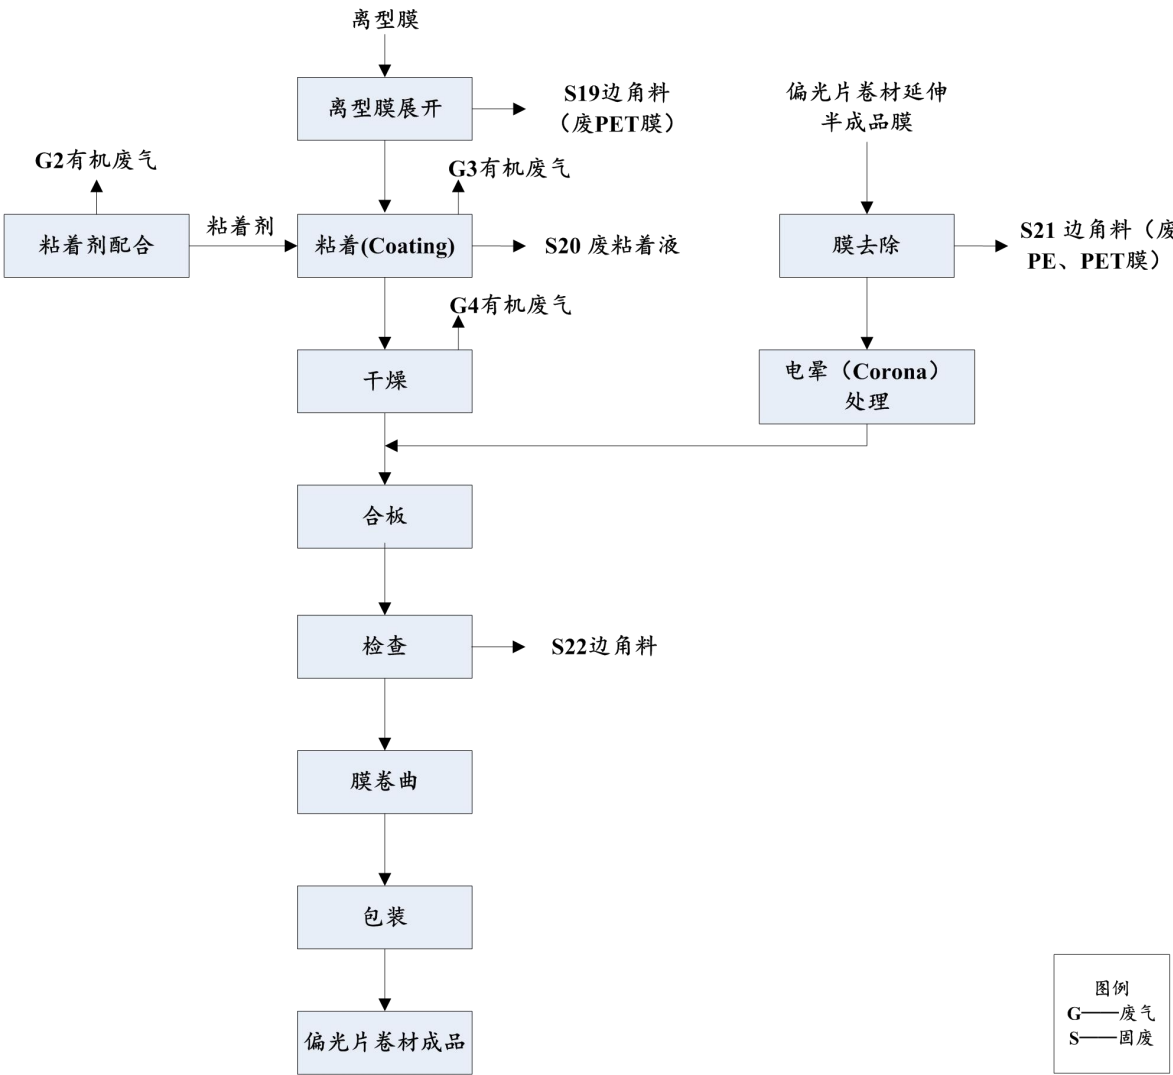 离型膜
离型膜展开
S19边角料
（废PET膜）
偏光片卷材延伸
半成品膜
G2有机废气
G3有机废气
粘着剂配合
粘着剂
粘着(Coating)
S20 废粘着液
膜去除
S21 边角料（废
PE、PET膜）
G4有机废气
干燥
电晕（Corona）
处理
合板
检查
S22边角料
膜卷曲
包装
偏光片卷材成品
图例
G——废气
S——固废